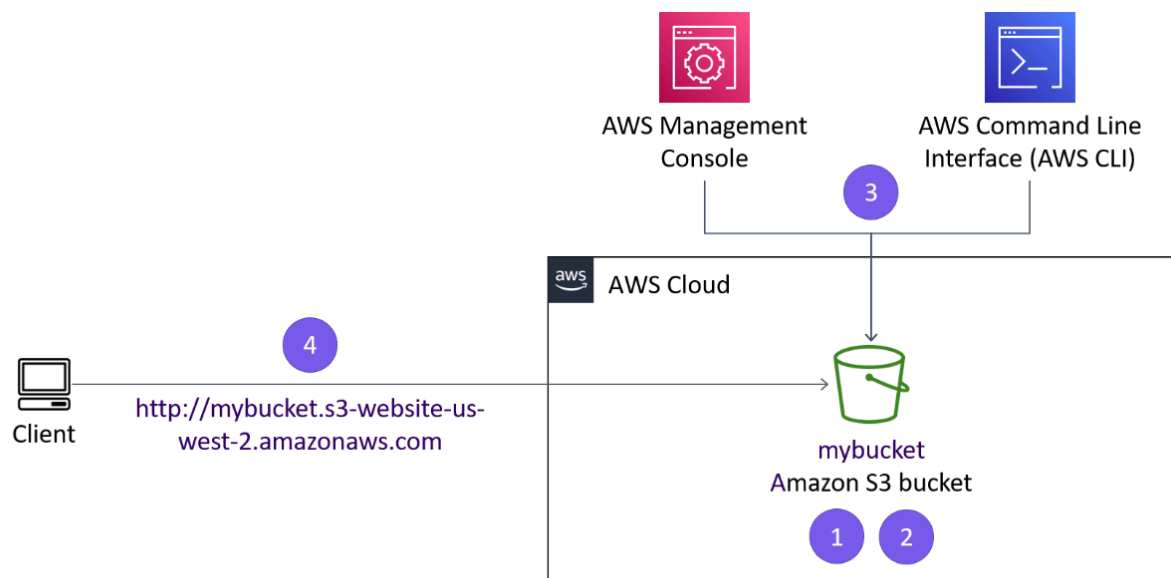 AWS Management
Console
AWS Command Line
Interface (AWS CLI)
3
aws
AWS Cloud
4
Client
http://mybucket.s3-website-us-
west-2.amazonaws.com
mybucket
Amazon S3 bucket
1
2